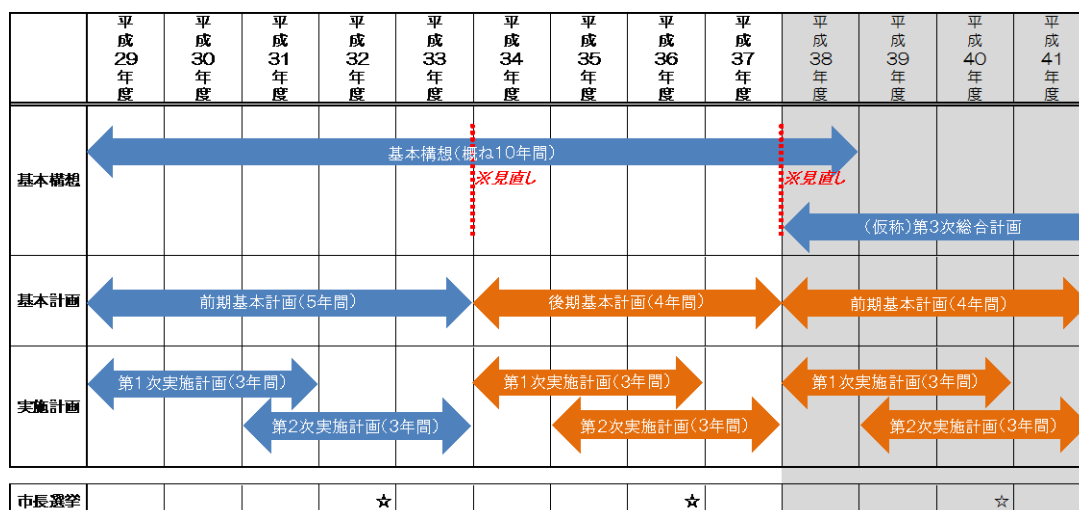 平成29年度
平成30年度
平成31年度
平成32年度
平成33年度
平成34年度
平成35年度
平成36年度
平成37年度
平成38年度
平成39年度
平成40年度
平成41年度
基本構想
基本構想(概ね10年間)
※見直し
※見直し
(仮称)第3次総合計画
基本計画
前期基本計画(5年間)
後期基本計画(4年間)
前期基本計画(4年間)
実施計画
第1次実施計画(3年間)
第1次実施計画(3年間)
第1次実施計画(3年間)
第2次実施計画(3年間)
第2次実施計画(3年間)
第2次実施計画(3年間)
市長選挙
☆
☆
☆